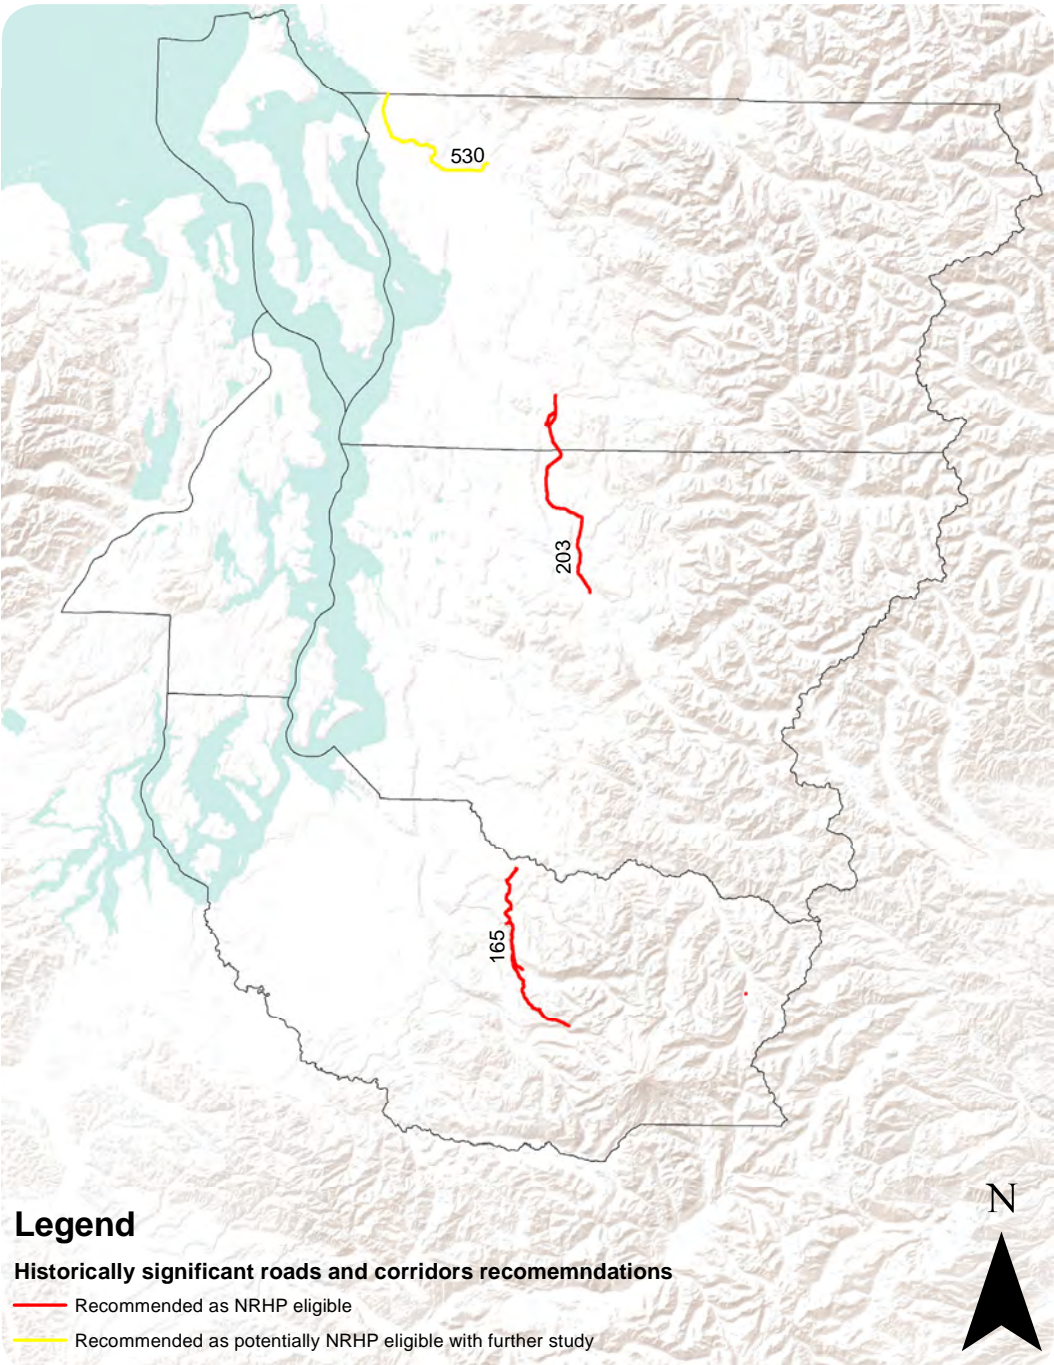 530
203
165
N
Legend
Historically significant roads and corridors recomemndations
Recommended as NRHP eligible
Recommended as potentially NRHP eligible with further study